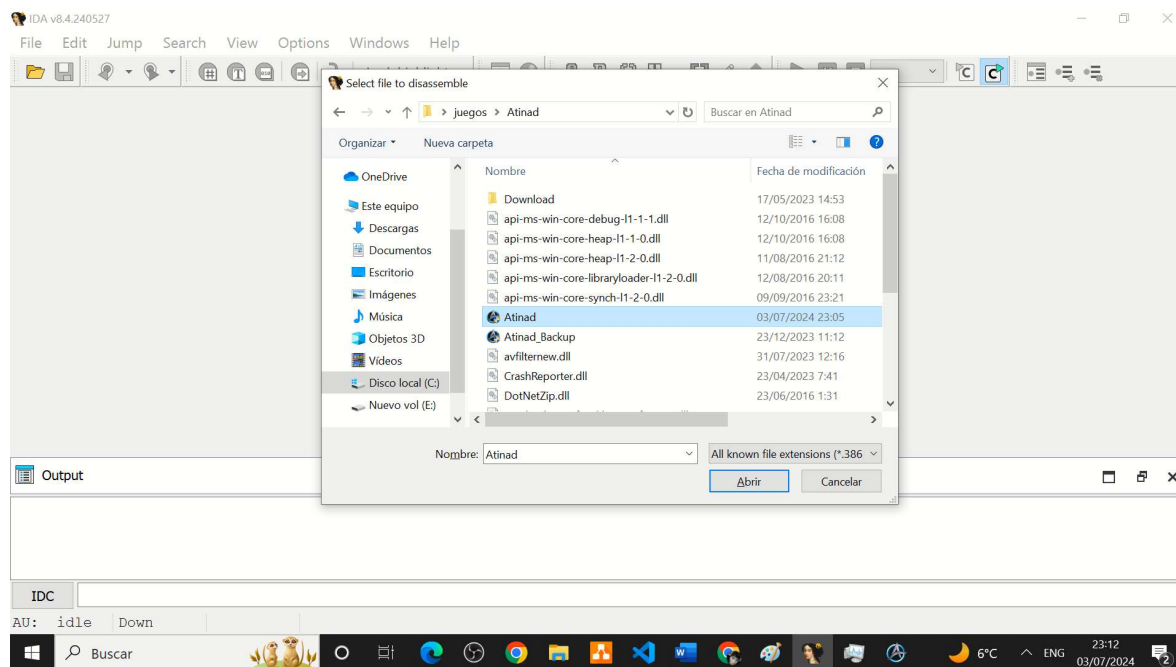 IDA v8.4.240527
File Edit Jump Search View Options Windows Help
Select file to disassemble
juegos > Atinad
Buscar en Atinad
Organizar Nueva carpeta
Nombre Fecha de modificación
OneDrive
Este equipo
Descargas
Documentos
Escritorio
Imágenes
Música
Objetos 3D
Vídeos
Disco local (C:)
Nuevo vol (E:)
Download 17/05/2023 14:53
api-ms-win-core-debug-l1-1-1.dll 12/10/2016 16:08
api-ms-win-core-heap-l1-1-0.dll 12/10/2016 16:08
api-ms-win-core-heap-l1-2-0.dll 11/08/2016 21:12
api-ms-win-core-libraryloader-l1-2-0.dll 12/08/2016 20:11
api-ms-win-core-synch-l1-2-0.dll 09/09/2016 23:21
Atinad 03/07/2024 23:05
Atinad_Backup 23/12/2023 11:12
avfilternew.dll 31/07/2023 12:16
CrashReporter.dll 23/04/2023 7:41
DotNetZip.dll 23/06/2016 1:31
Nombre: Atinad All known file extensions (*.386
Abrir Cancelar
Output
IDC
AU: idle Down
Buscar
6°C ENG 23:12
03/07/2024